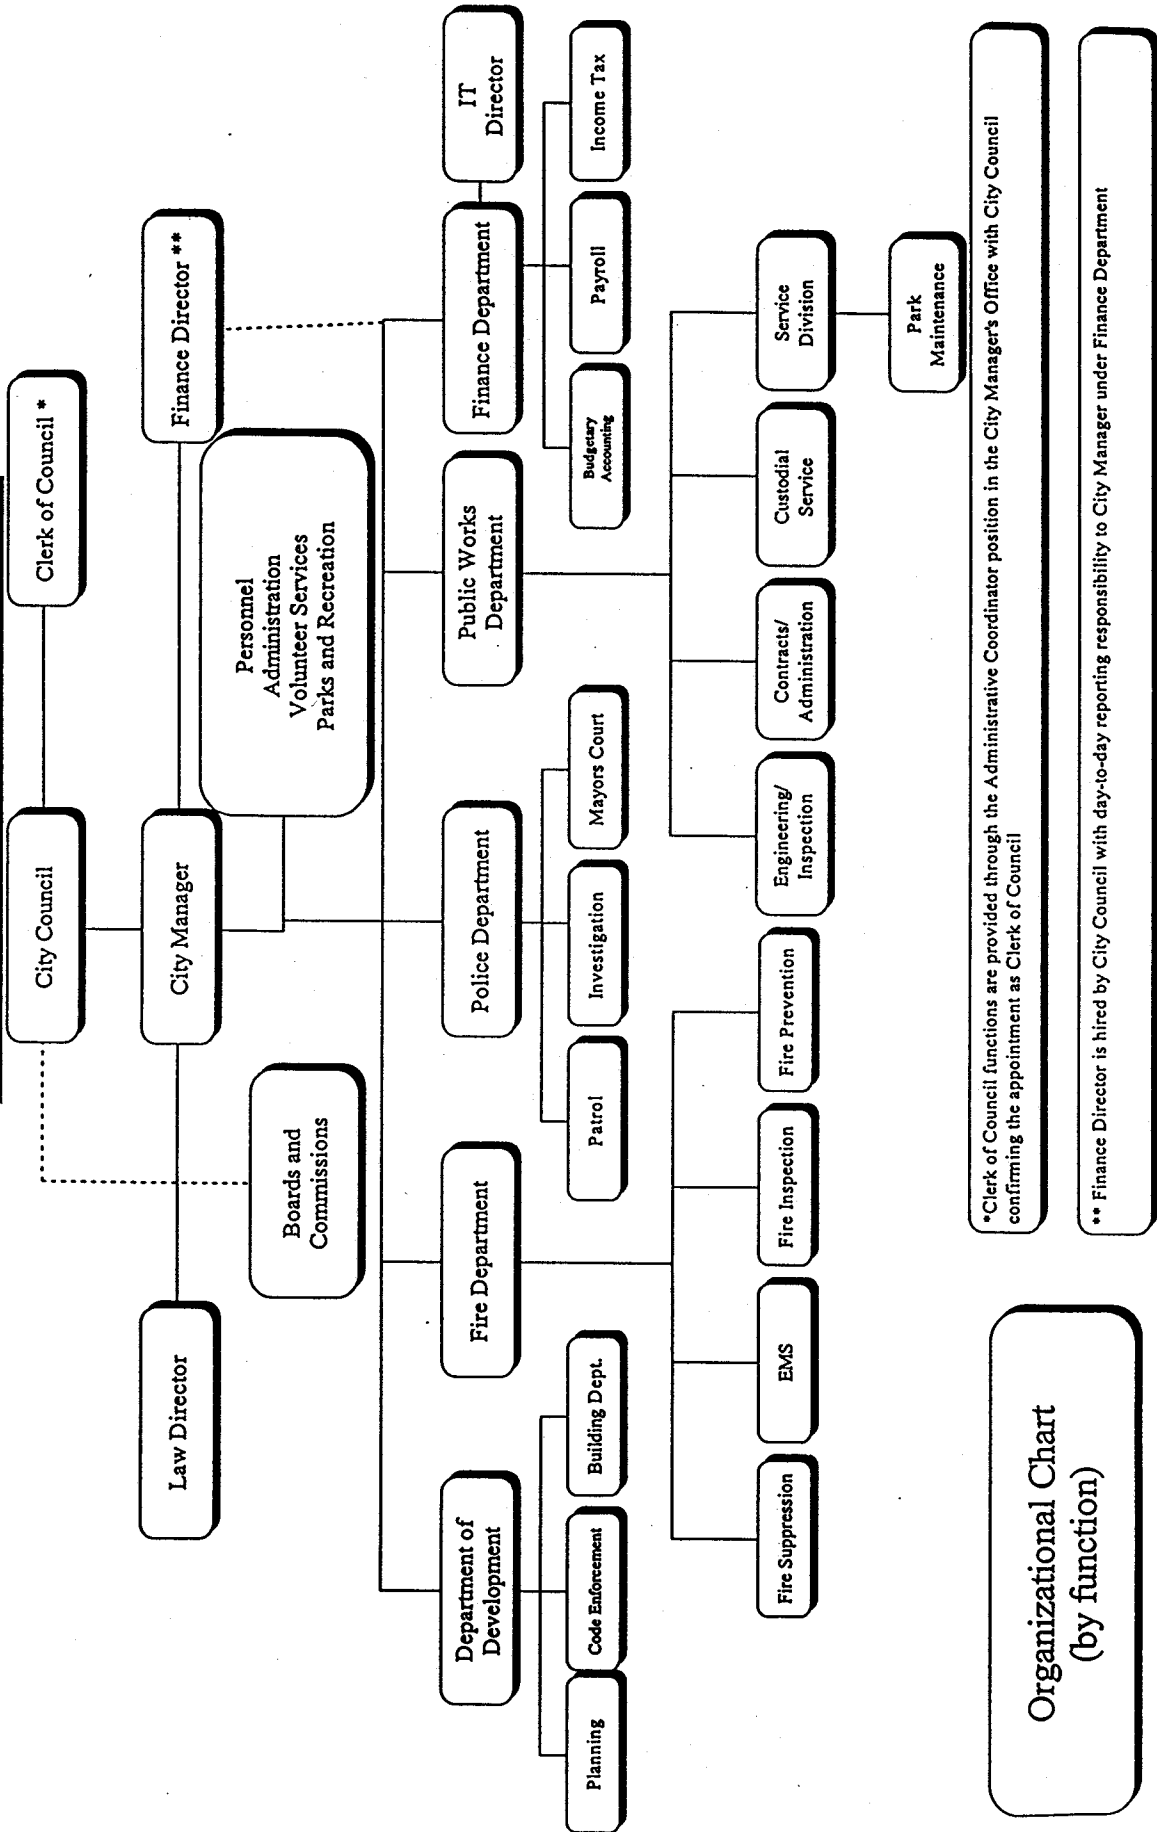 City Council
Clerk of Council *
Law Director
City Manager
Finance Director **
Boards and
Commissions
Personnel
Administration
Volunteer Services
Parks and Recreation
Department of
Development
Fire Department
Police Department
Public Works
Department
Finance Department
IT
Director
Planning
Code Enforcement
Building Dept.
Patrol
Investigation
Mayors Court
Budgetary
Accounting
Payroll
Income Tax
Fire Suppression
EMS
Fire Inspection
Fire Prevention
Engineering/
Inspection
Contracts/
Administration
Custodial
Service
Service
Division
Park
Maintenance
Organizational Chart
(by function)
*Clerk of Council functions are provided through the Administrative Coordinator position in the City Manager's Office with City Council
confirming the appointment as Clerk of Council
** Finance Director is hired by City Council with day-to-day reporting responsibility to City Manager under Finance Department